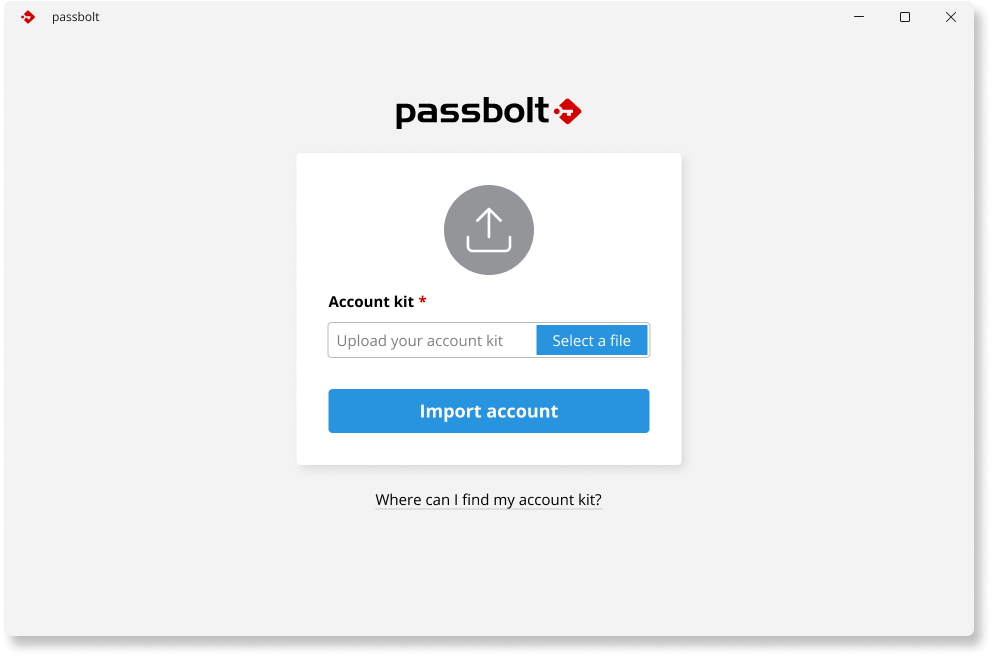 passbolt
passbolt
Account kit *
Upload your account kit
Select a file
Import account
Where can I find my account kit?